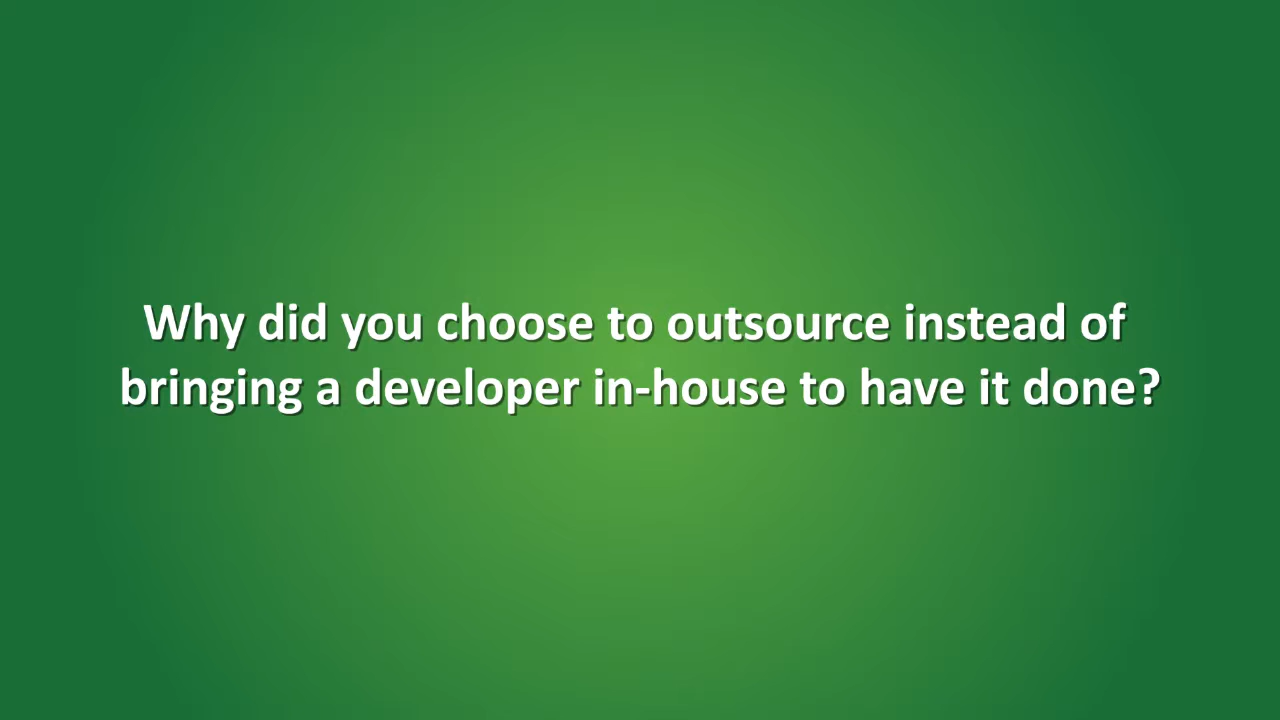 Why did you choose to outsource instead of
bringing a developer in-house to have it done?